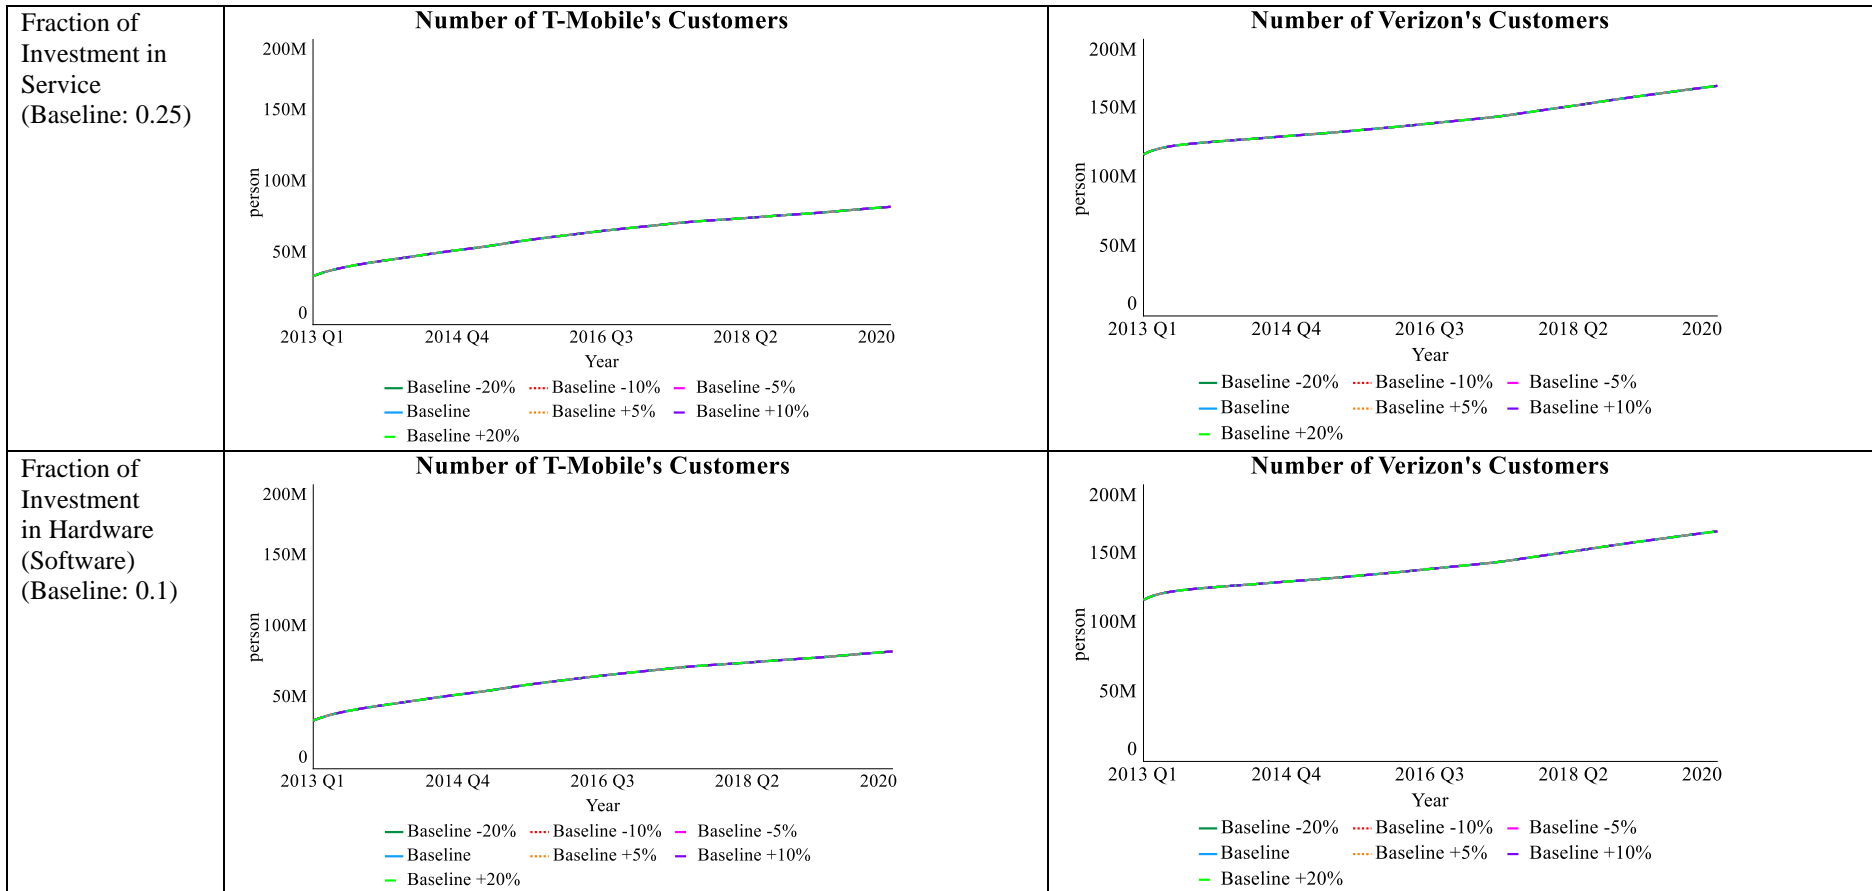 Fraction of
Investment in
Service
(Baseline: 0.25)
Number of T-Mobile's Customers
200M
150M
100M
50M
0
person
2013 Q1 2014 Q4 2016 Q3 2018 Q2 2020
Year
Baseline -20% Baseline -10% Baseline -5%
Baseline Baseline +5% Baseline +10%
Baseline +20%
Number of Verizon's Customers
200M
150M
100M
50M
0
person
2013 Q1 2014 Q4 2016 Q3 2018 Q2 2020
Year
Baseline -20% Baseline -10% Baseline -5%
Baseline Baseline +5% Baseline +10%
Baseline +20%
Fraction of
Investment
in Hardware
(Software)
(Baseline: 0.1)
Number of T-Mobile's Customers
200M
150M
100M
50M
0
person
2013 Q1 2014 Q4 2016 Q3 2018 Q2 2020
Year
Baseline -20% Baseline -10% Baseline -5%
Baseline Baseline +5% Baseline +10%
Baseline +20%
Number of Verizon's Customers
200M
150M
100M
50M
0
person
2013 Q1 2014 Q4 2016 Q3 2018 Q2 2020
Year
Baseline -20% Baseline -10% Baseline -5%
Baseline Baseline +5% Baseline +10%
Baseline +20%